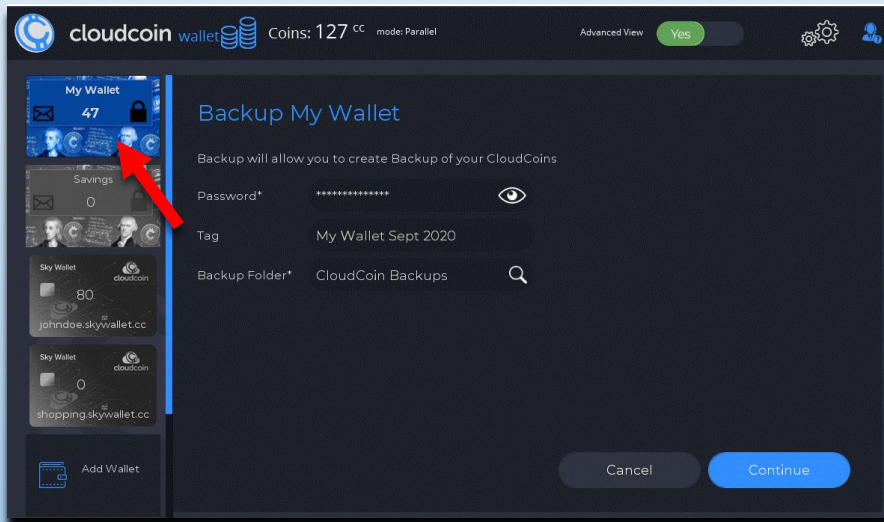 cloudcoin wallet
Coins: 127 cc
mode: Parallel
Advanced View
Yes
My Wallet
47
Savings
0
Sky Wallet
cloudcoin
80
johndoe.skywallet.cc
Sky Wallet
cloudcoin
0
shopping.skywallet.cc
Add Wallet
Backup My Wallet
Backup will allow you to create Backup of your CloudCoins
Password* **************
Tag My Wallet Sept 2020
Backup Folder* CloudCoin Backups
Cancel
Continue